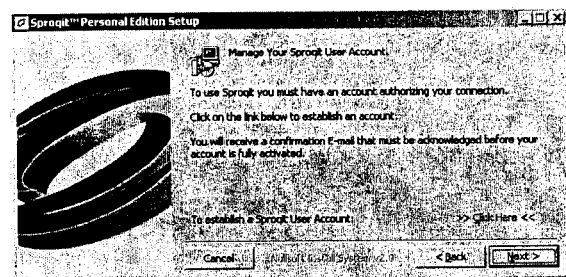 Sproqit™ Personal Edition Setup
Manage Your Sproqit User Account.
To use Sproqit you must have an account authorizing your connection.
Click on the link below to establish an account:
You will receive a confirmation E-mail that must be acknowledged before your
account is fully activated.
To establish a Sproqit User Account: >> Click Here <<
Cancel Nullsoft Install System v2.0 < Back Next >